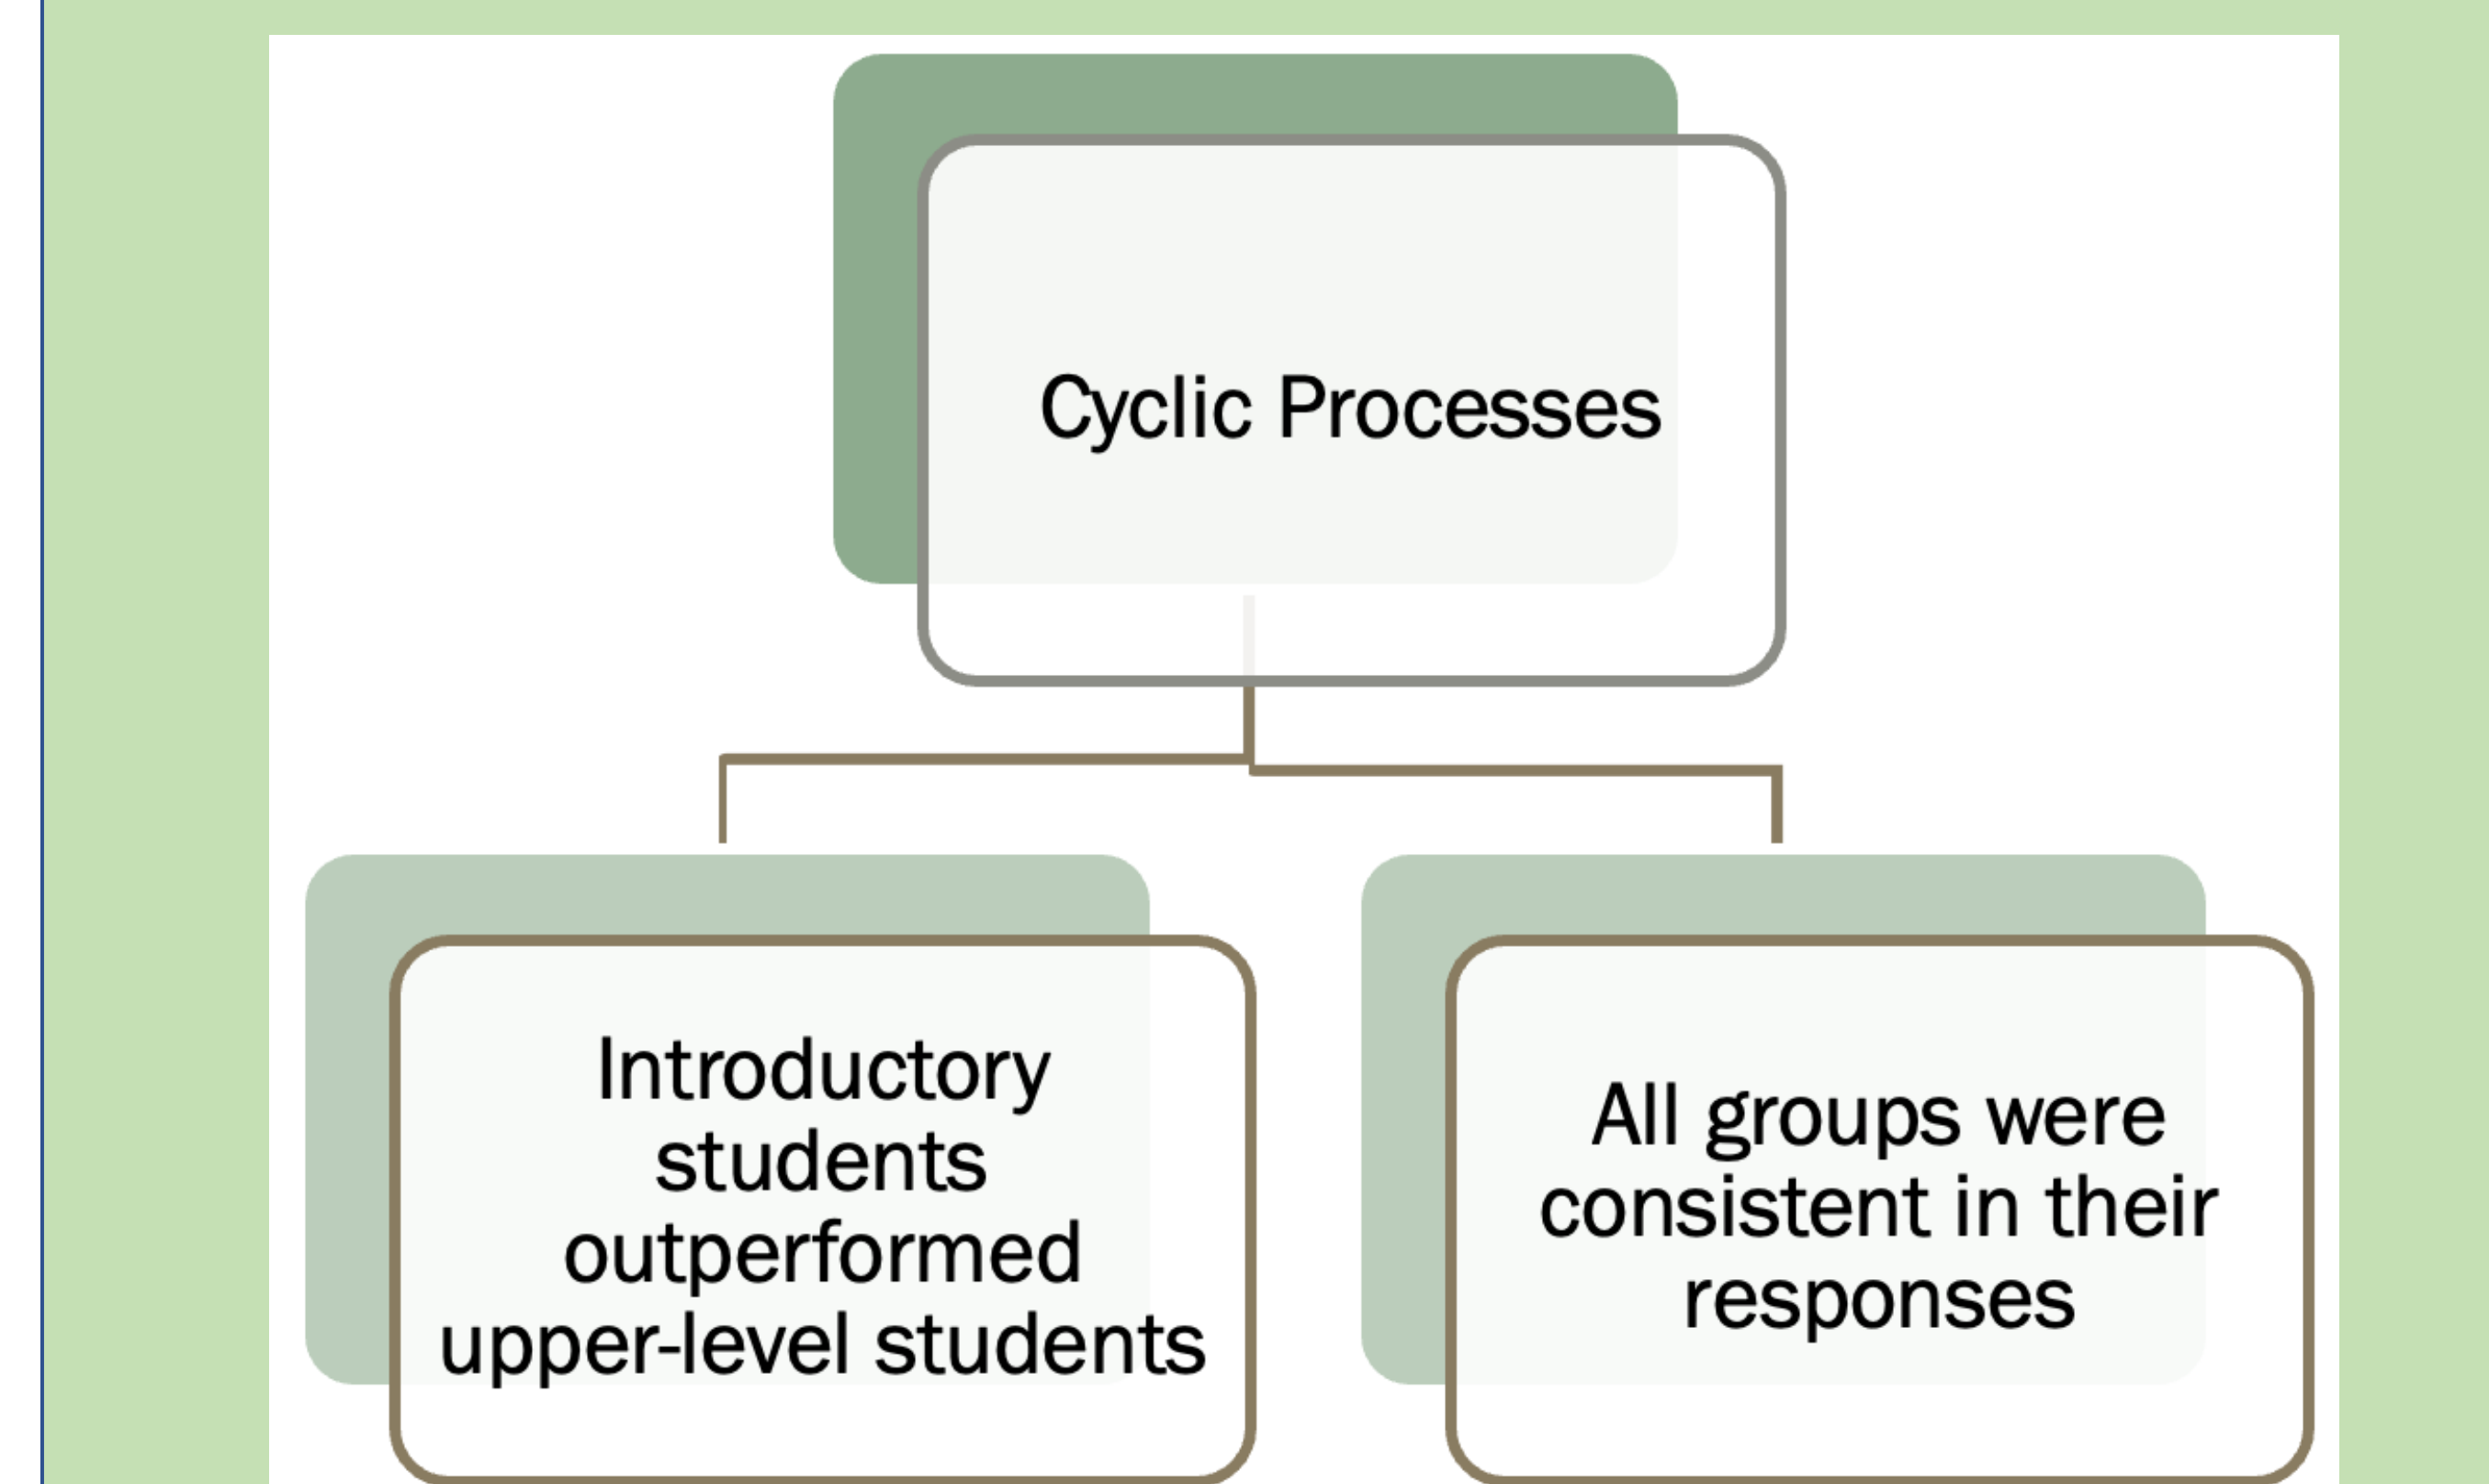 Cyclic Processes
Introductory
students
outperformed
upper-level students
All groups were
consistent in their
responses